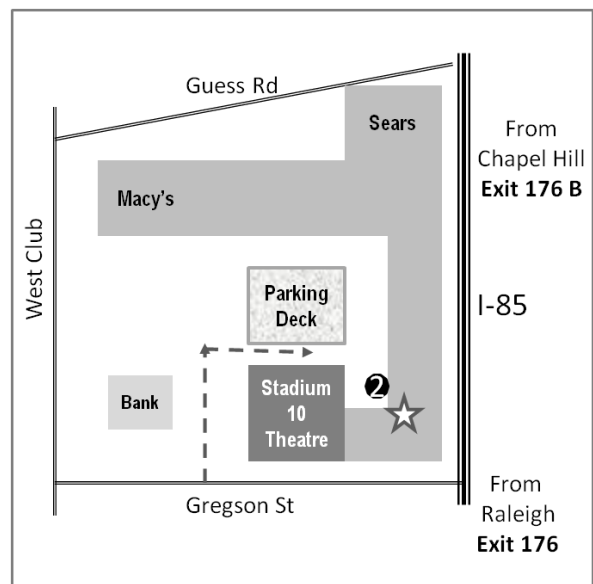 Guess Rd
Sears
From
Chapel Hill
Exit 176 B
Macy's
West Club
Parking
Deck
I-85
Bank
Stadium
10
Theatre
2
Gregson St
From
Raleigh
Exit 176